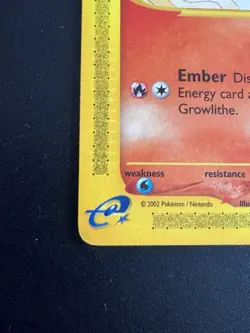 Ember Dis
Energy card a
Growlithe.
weakness resistance
© 2002 Pokémon / Nintendo Illu